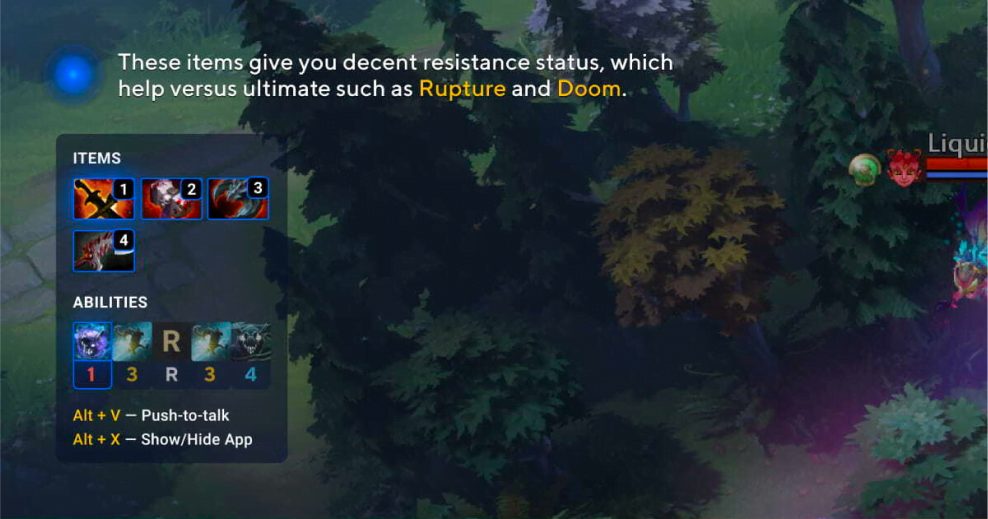 These items give you decent resistance status, which
help versus ultimate such as Rupture and Doom.
Liqui
ITEMS
1 2 3
4
ABILITIES
R
1 3 R 3 4
Alt + V — Push-to-talk
Alt + X — Show/Hide App